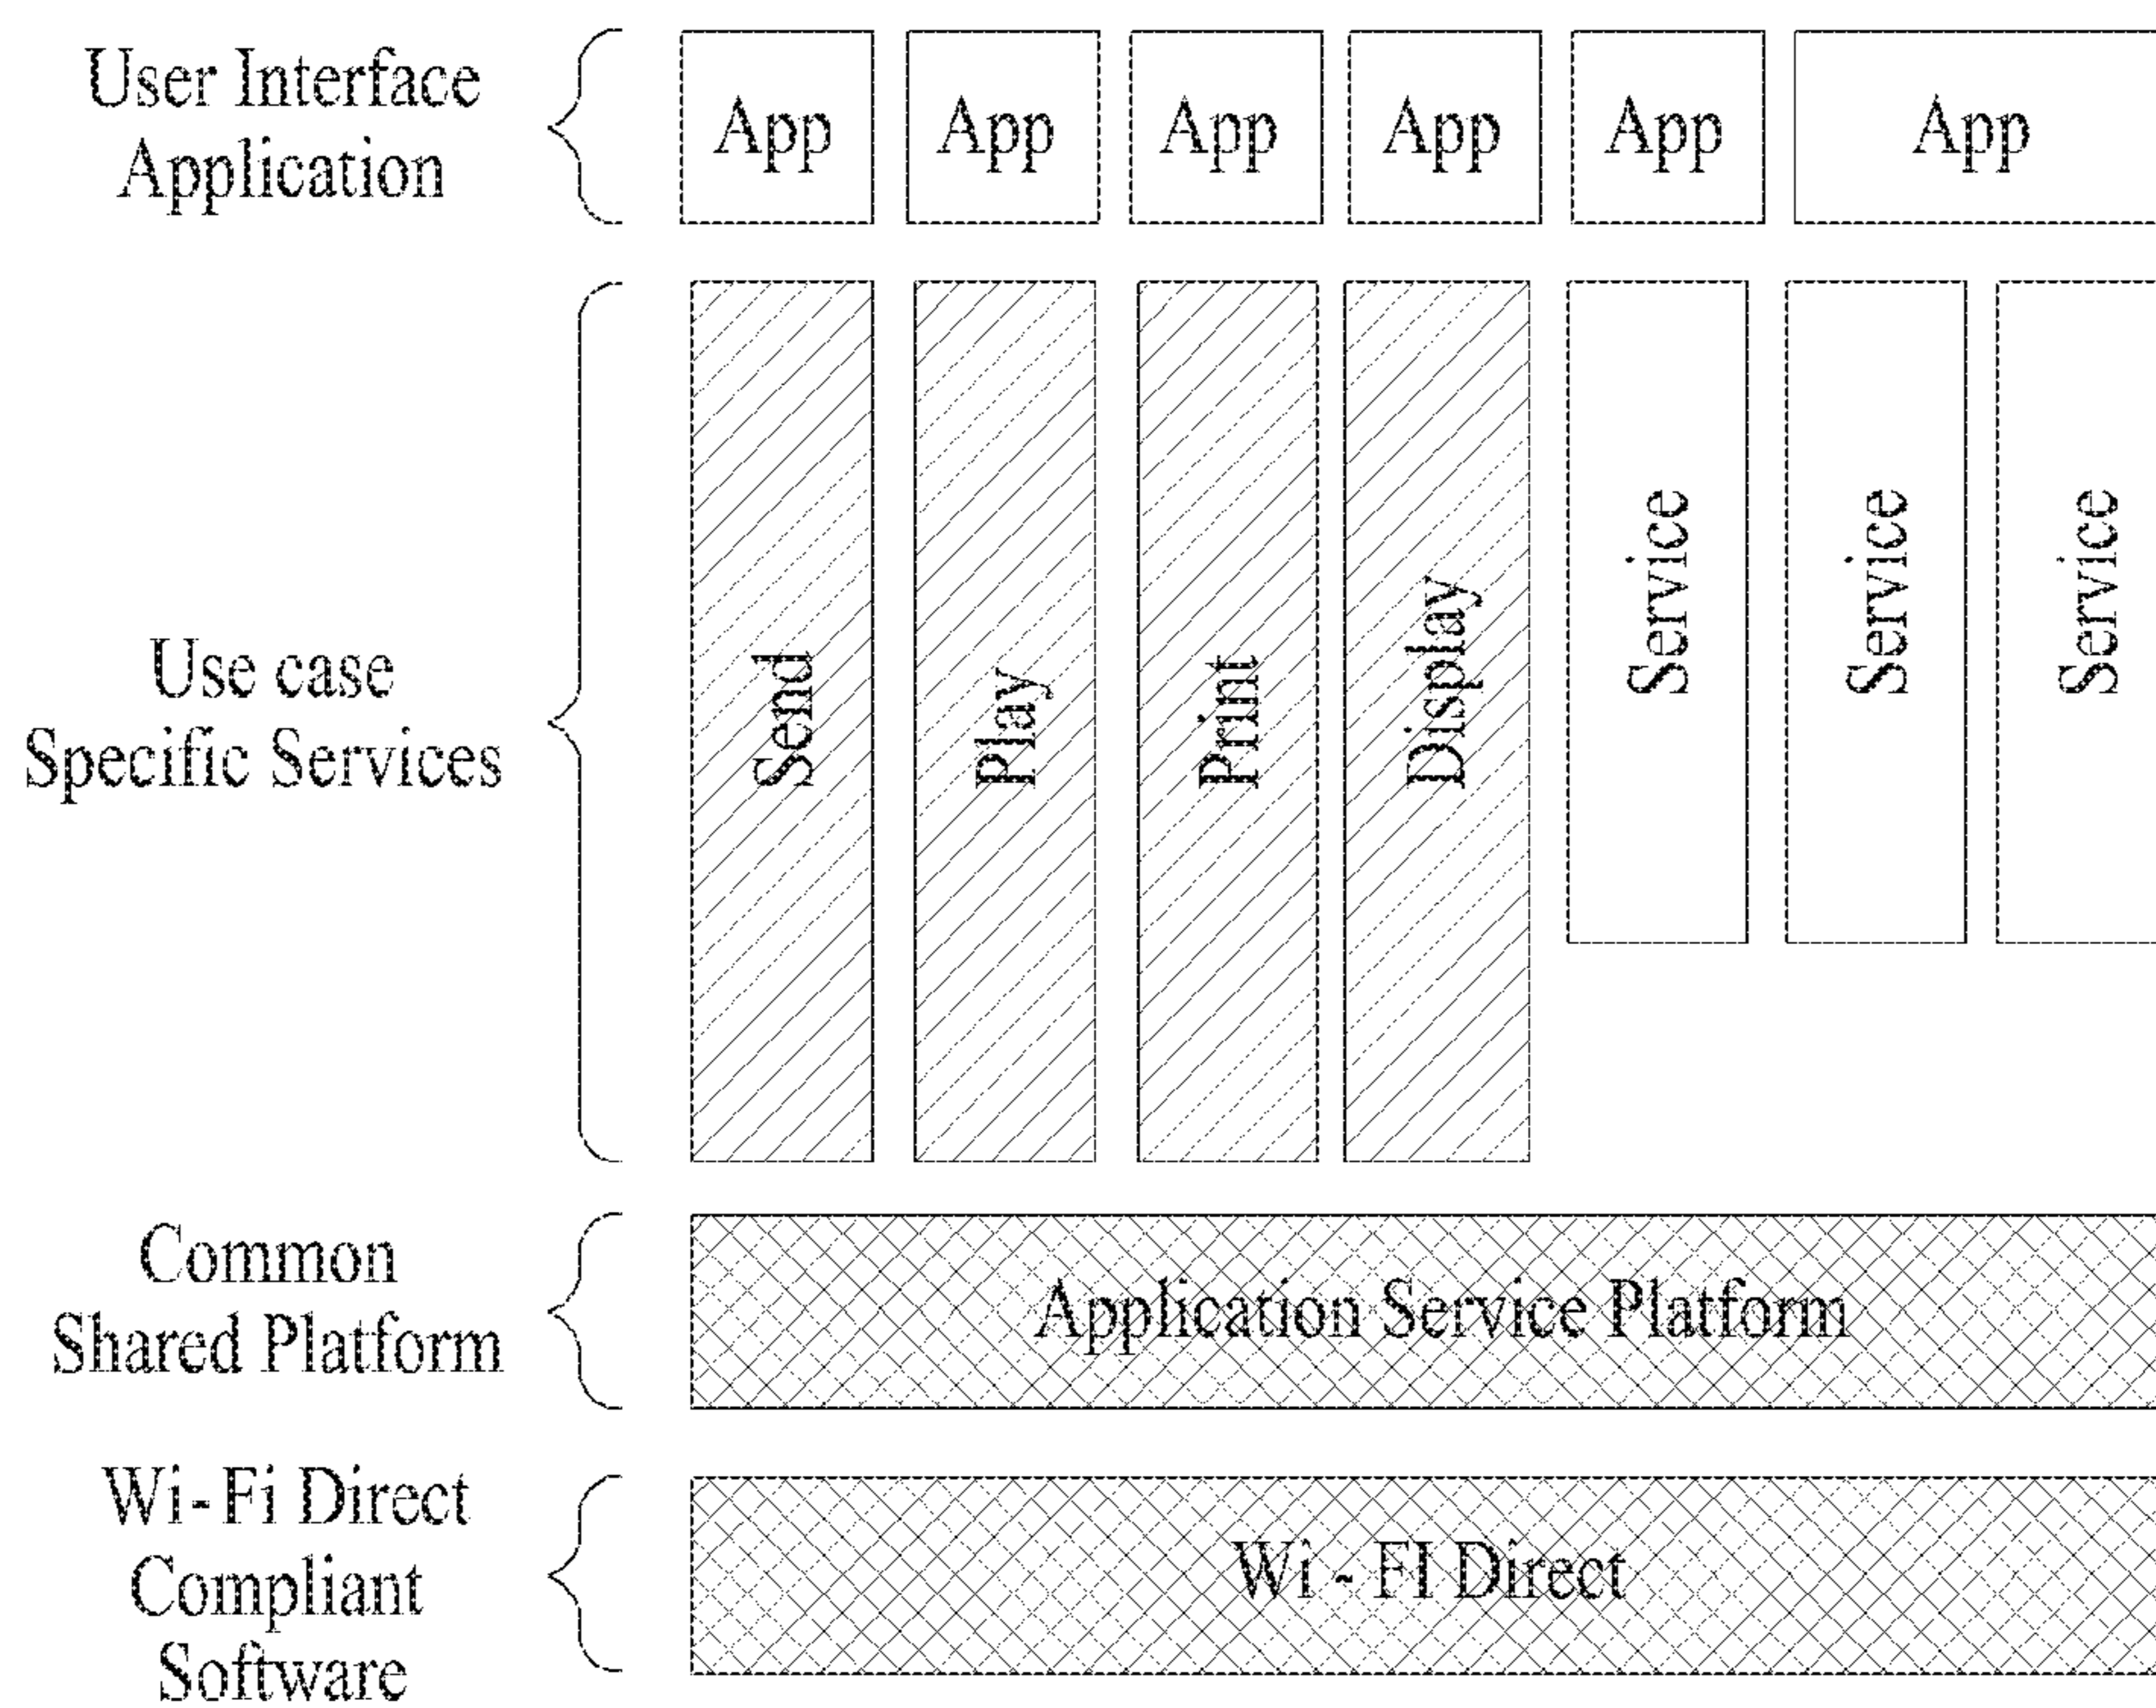 User Interface
Application
App App App App App App
Use case
Specific Services
Send Play Print Display Service Service Service
Common
Shared Platform
Application Service Platform
Wi-Fi Direct
Compliant
Software
Wi - FI Direct